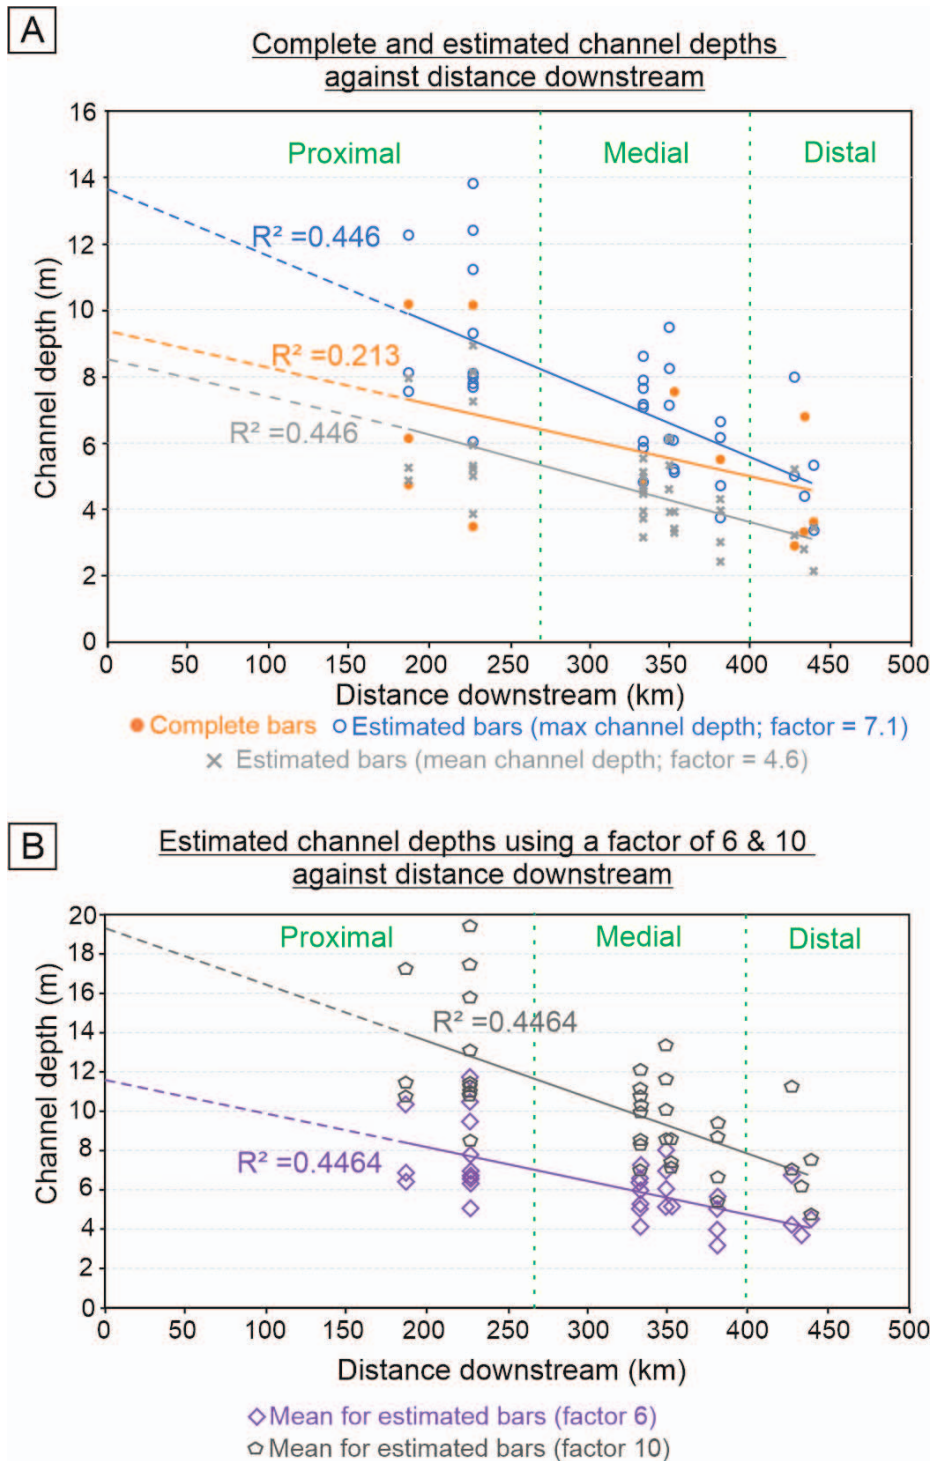 A
Complete and estimated channel depths
against distance downstream
16
14
12
10
8
6
4
2
0
Channel depth (m)
Proximal
Medial
Distal
R² =0.446
R² =0.213
R² =0.446
0 50 100 150 200 250 300 350 400 450 500
Distance downstream (km)
Complete bars Estimated bars (max channel depth; factor = 7.1)
Estimated bars (mean channel depth; factor = 4.6)
B
Estimated channel depths using a factor of 6 & 10
against distance downstream
20
18
16
14
12
10
8
6
4
2
0
Channel depth (m)
Proximal
Medial
Distal
R² =0.4464
R² =0.4464
0 50 100 150 200 250 300 350 400 450 500
Distance downstream (km)
Mean for estimated bars (factor 6)
Mean for estimated bars (factor 10)